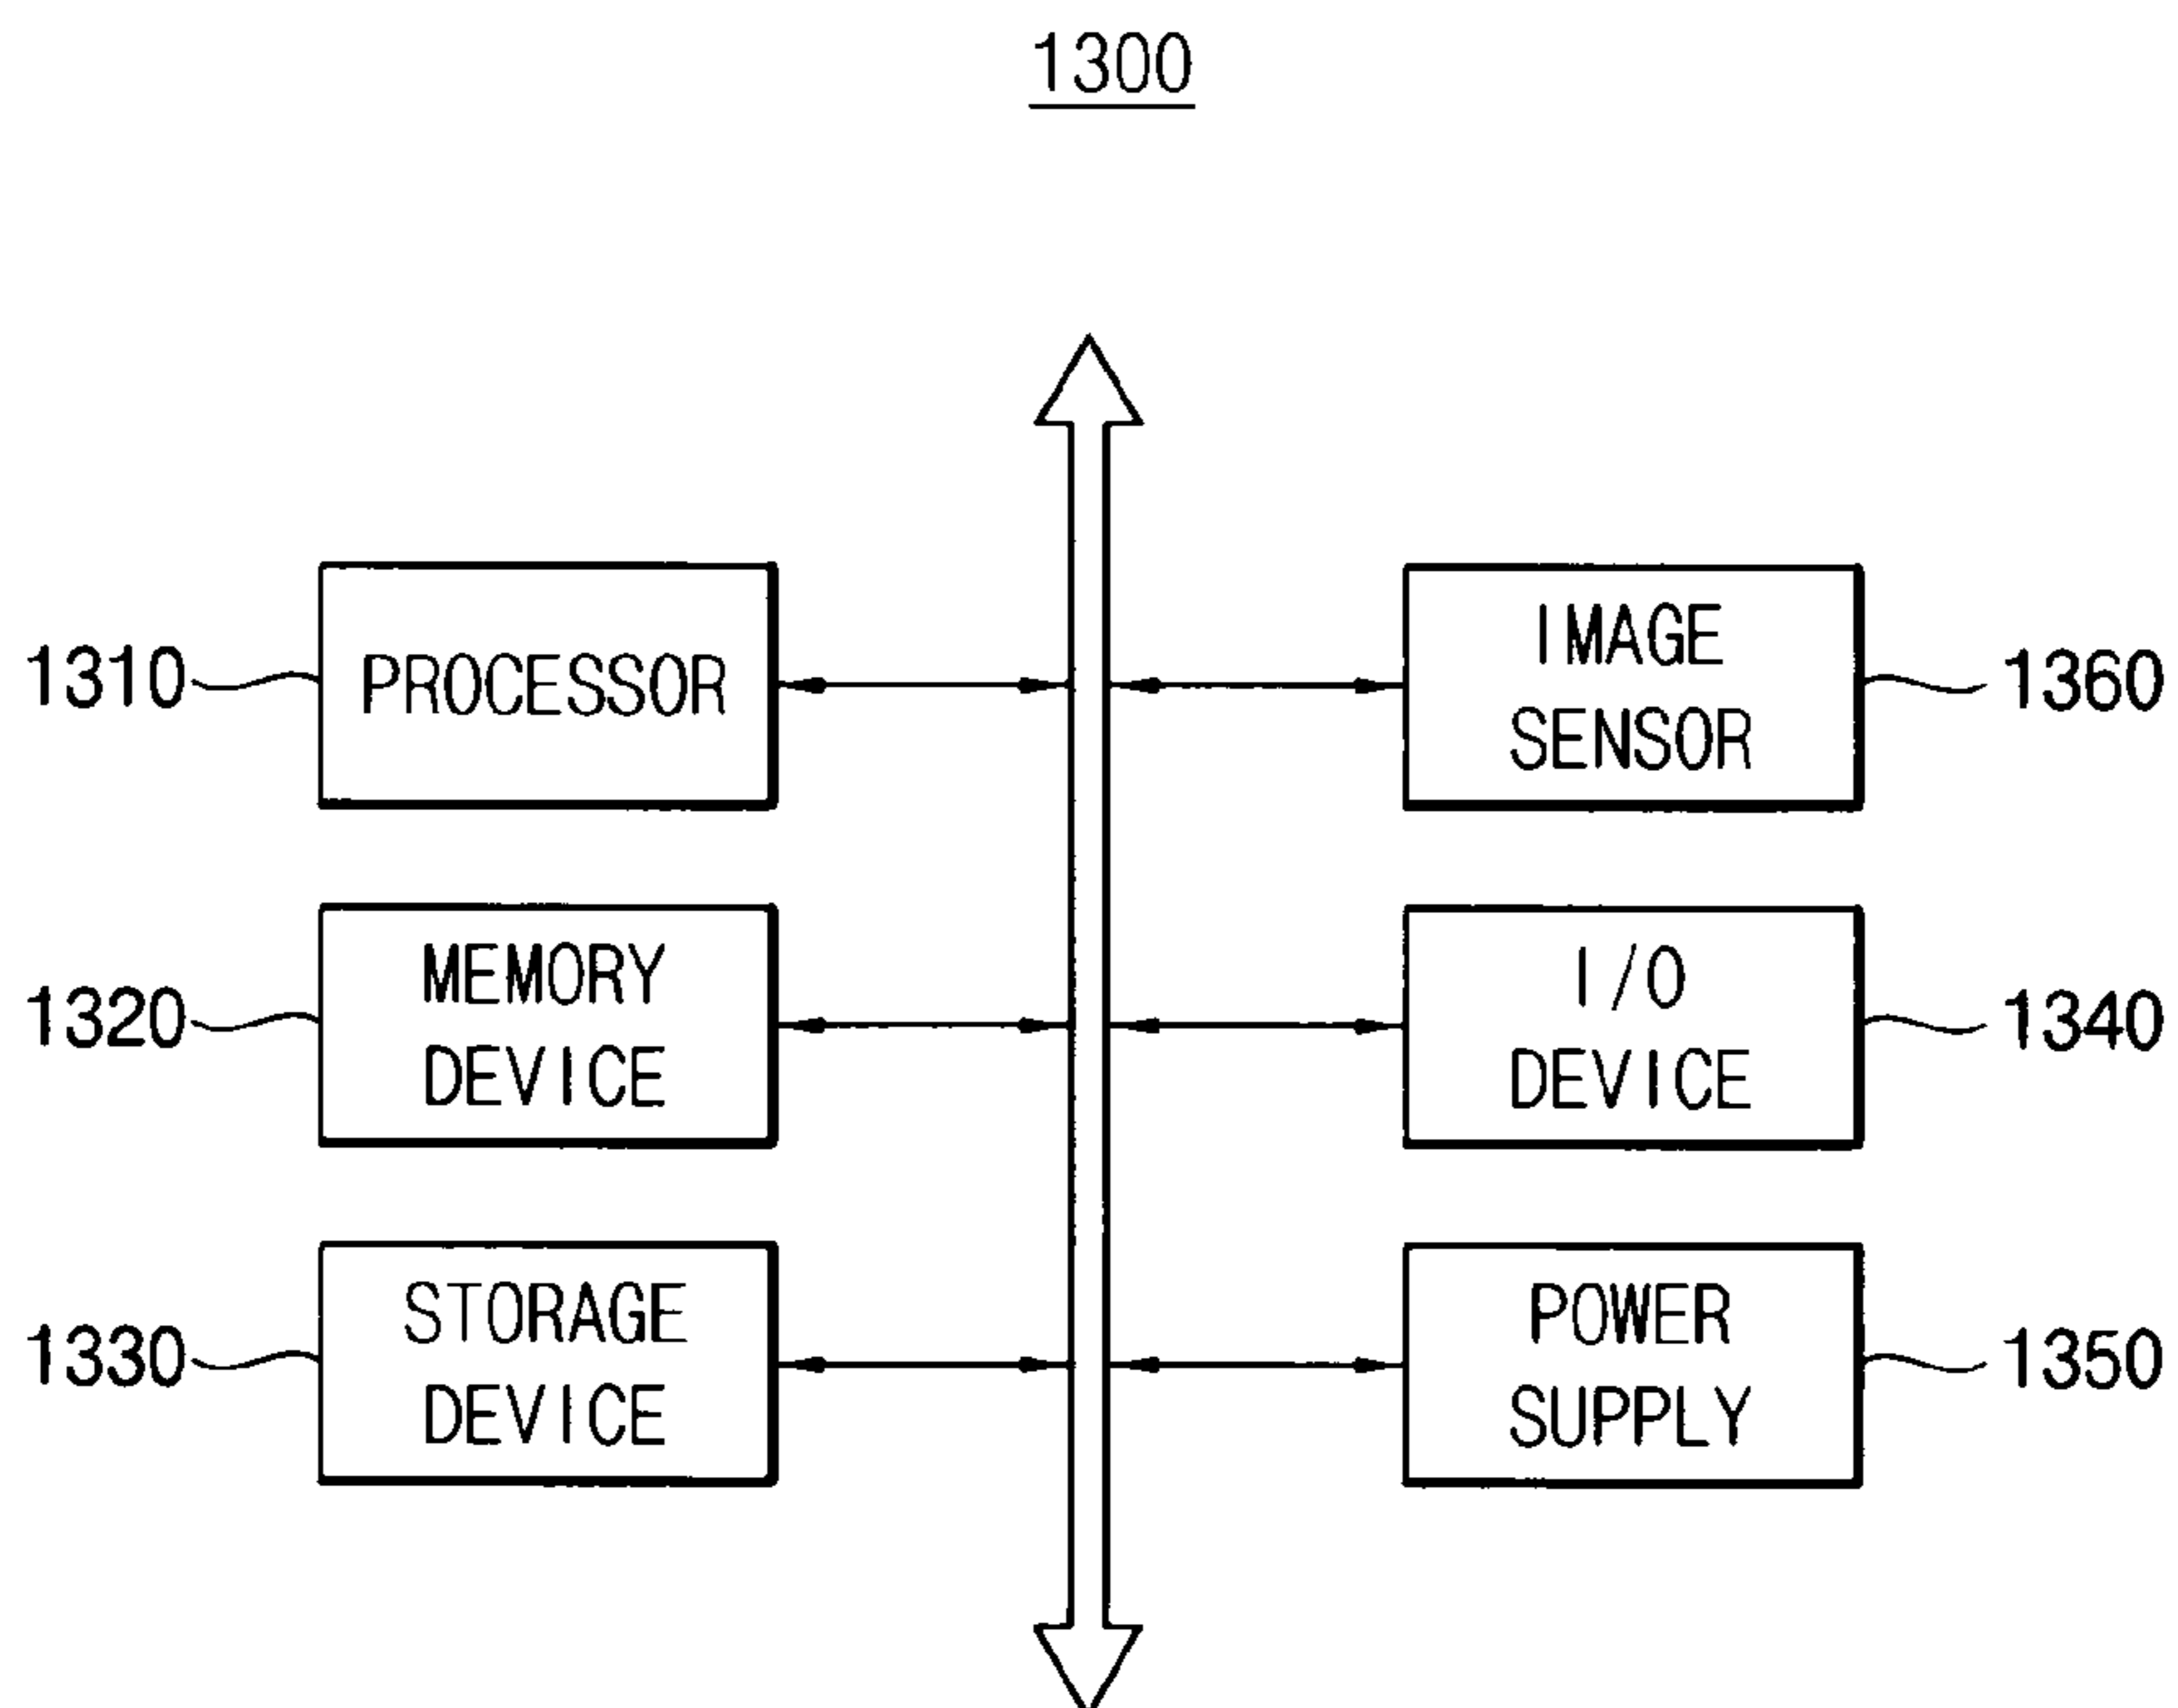 1300
1310
PROCESSOR
IMAGE
SENSOR
1360
1320
MEMORY
DEVICE
I/O
DEVICE
1340
1330
STORAGE
DEVICE
POWER
SUPPLY
1350